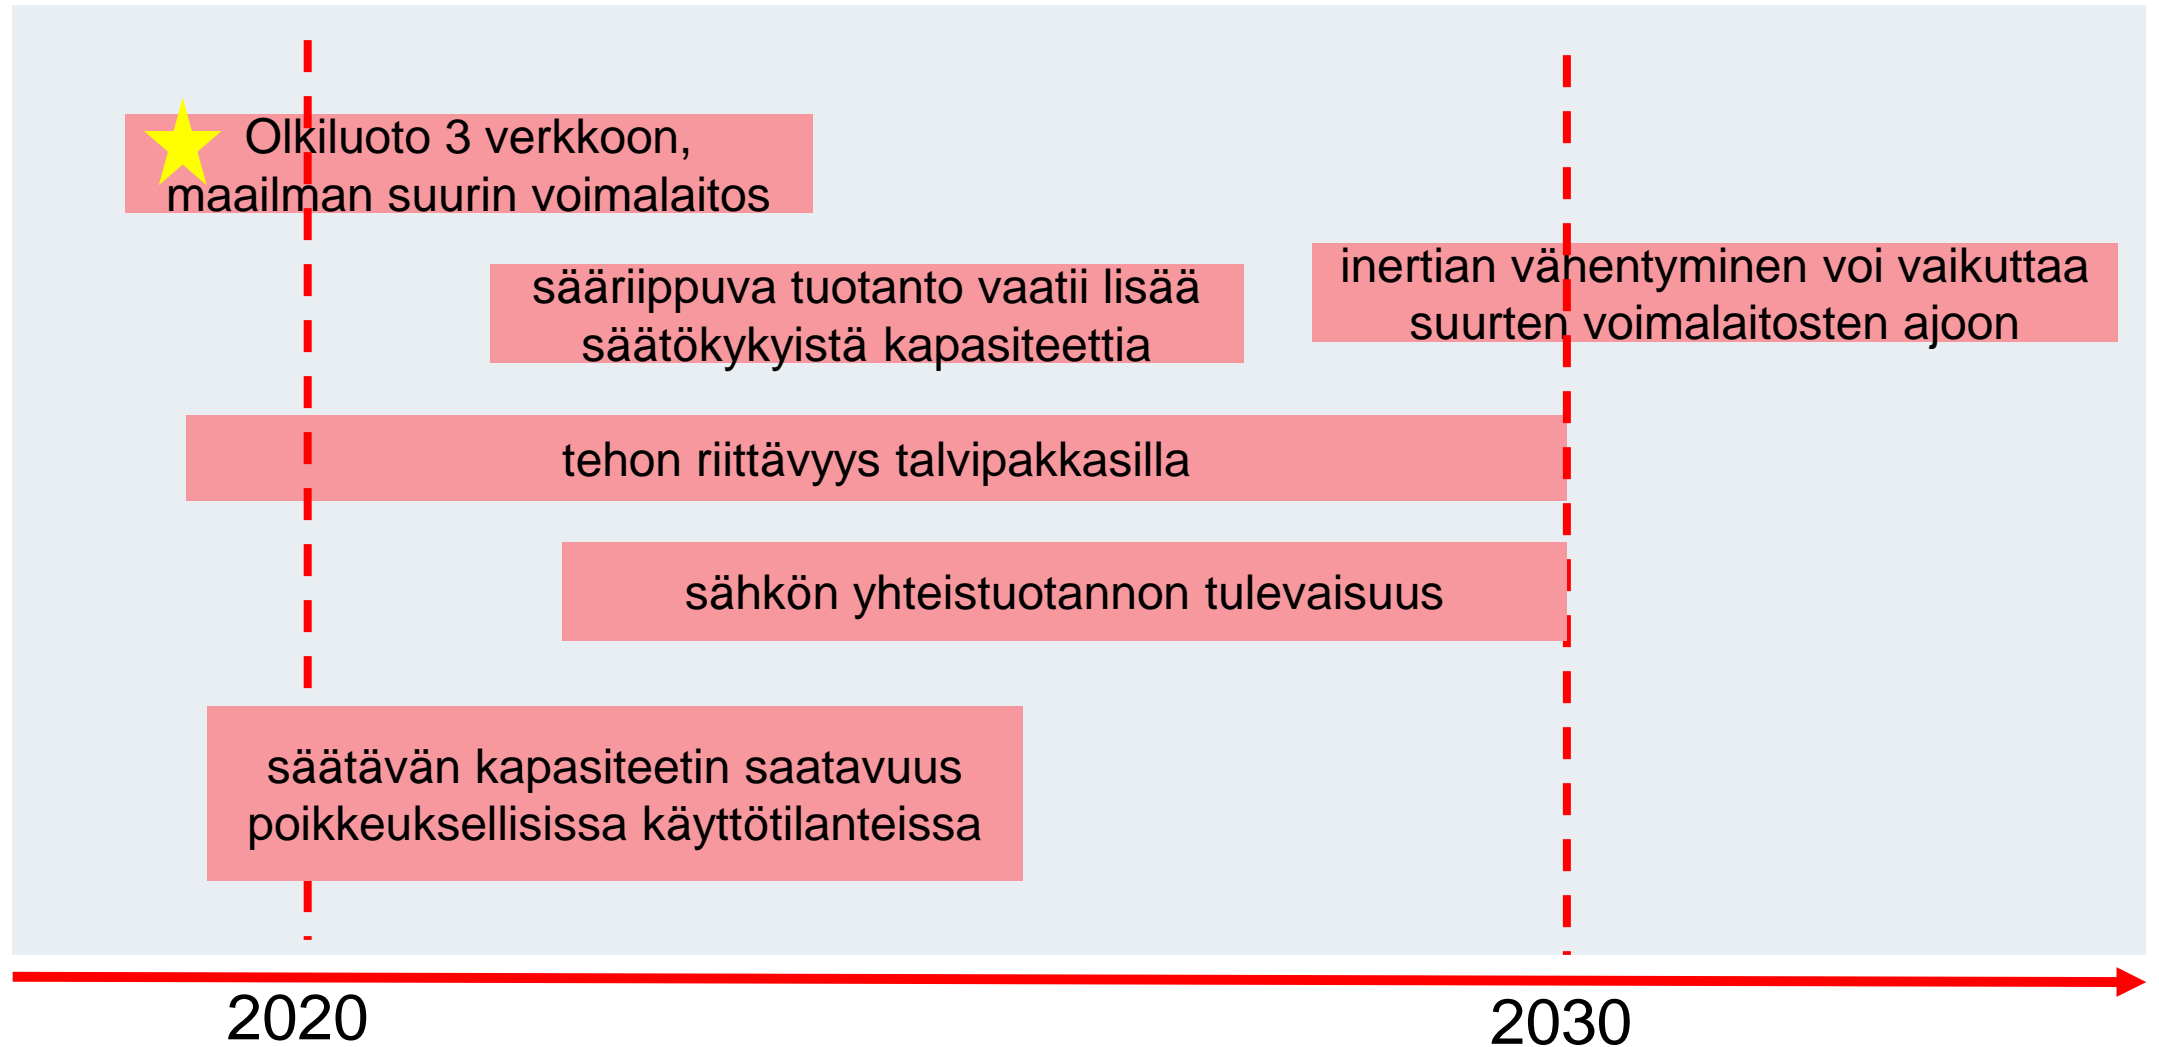 Olkiluoto 3 verkkoon,
maailman suurin voimalaitos
sääriippuva tuotanto vaatii lisää
säätökykyistä kapasiteettia
inertian vähentyminen voi vaikuttaa
suurten voimalaitosten ajoon
tehon riittävyys talvipakkasilla
sähkön yhteistuotannon tulevaisuus
säätävän kapasiteetin saatavuus
poikkeuksellisissa käyttötilanteissa
2020
2030